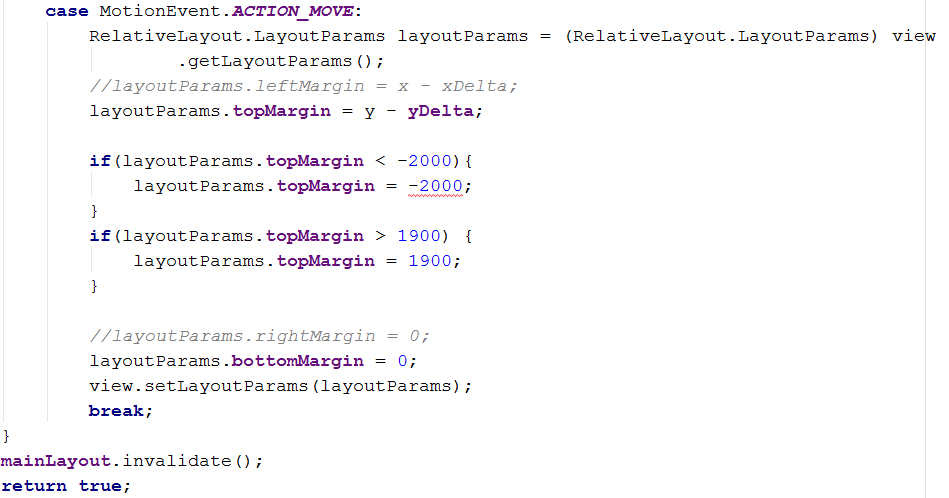 case MotionEvent.ACTION_MOVE:
RelativeLayout.LayoutParams layoutParams = (RelativeLayout.LayoutParams) view
.getLayoutParams();
//layoutParams.leftMargin = x - xDelta;
layoutParams.topMargin = y - yDelta;
if(layoutParams.topMargin < -2000){
layoutParams.topMargin = -2000;
}
if(layoutParams.topMargin > 1900) {
layoutParams.topMargin = 1900;
}
//layoutParams.rightMargin = 0;
layoutParams.bottomMargin = 0;
view.setLayoutParams(layoutParams);
break;
}
mainLayout.invalidate();
return true;